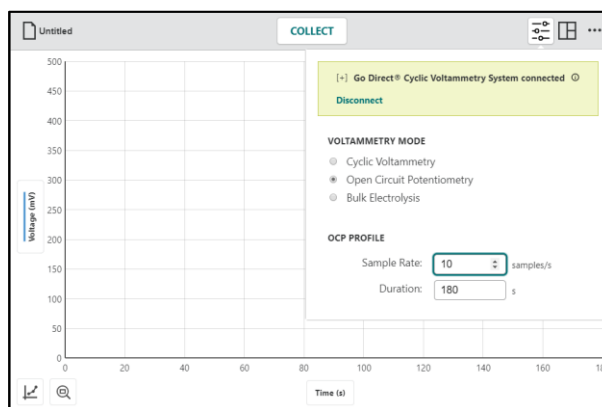 Untitled
COLLECT
[+] Go Direct® Cyclic Voltammetry System connected
Disconnect
VOLTAMMETRY MODE
Cyclic Voltammetry
Open Circuit Potentiometry
Bulk Electrolysis
OCP PROFILE
Sample Rate: 10 samples/s
Duration: 180 s
Voltage (mV)
500
450
400
350
300
250
200
150
100
50
0
0 20 40 60 80 100 120 140 160
Time (s)